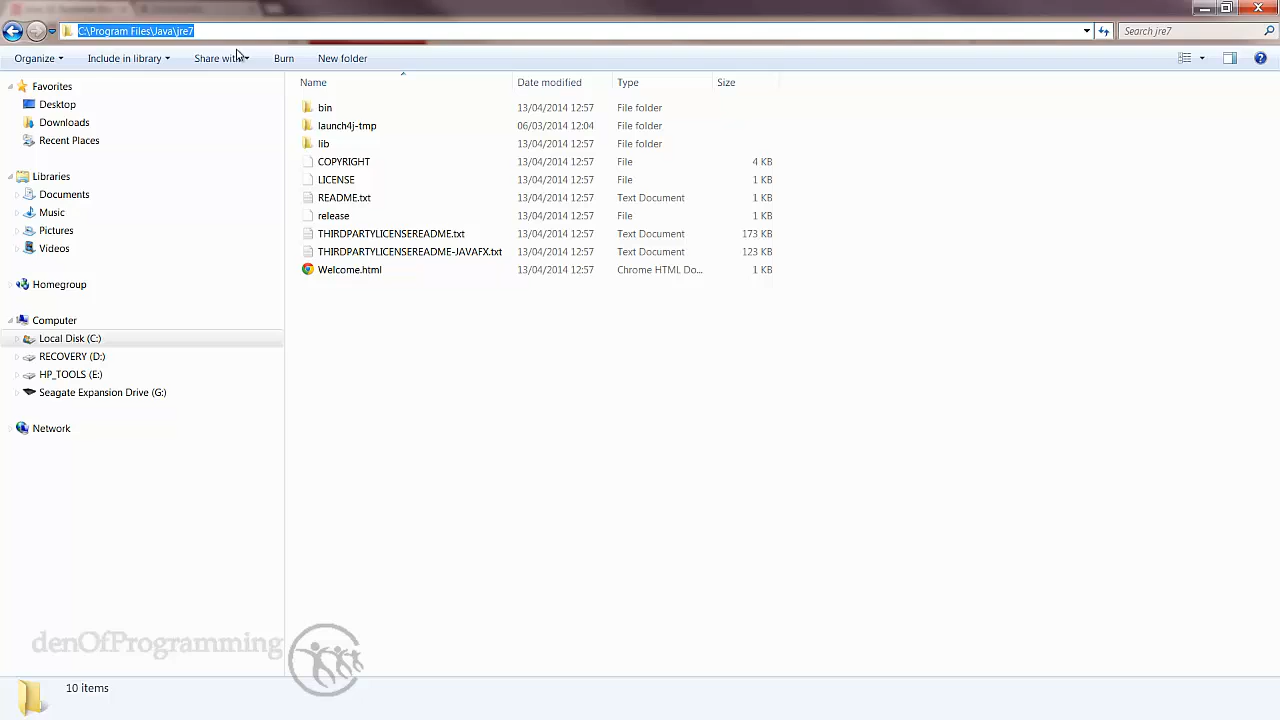 C:\Program Files\Java\jre7
Search jre7
Organize
Include in library
Share with
Burn
New folder
Name
Date modified
Type
Size
Favorites
Desktop
Downloads
Recent Places
Libraries
Documents
Music
Pictures
Videos
Homegroup
Computer
Local Disk (C:)
RECOVERY (D:)
HP_TOOLS (E:)
Seagate Expansion Drive (G:)
Network
bin 13/04/2014 12:57 File folder
launch4j-tmp 06/03/2014 12:04 File folder
lib 13/04/2014 12:57 File folder
COPYRIGHT 13/04/2014 12:57 File 4 KB
LICENSE 13/04/2014 12:57 File 1 KB
README.txt 13/04/2014 12:57 Text Document 1 KB
release 13/04/2014 12:57 File 1 KB
THIRDPARTYLICENSEREADME.txt 13/04/2014 12:57 Text Document 173 KB
THIRDPARTYLICENSEREADME-JAVAFX.txt 13/04/2014 12:57 Text Document 123 KB
Welcome.html 13/04/2014 12:57 Chrome HTML Do... 1 KB
denOfProgramming
10 items